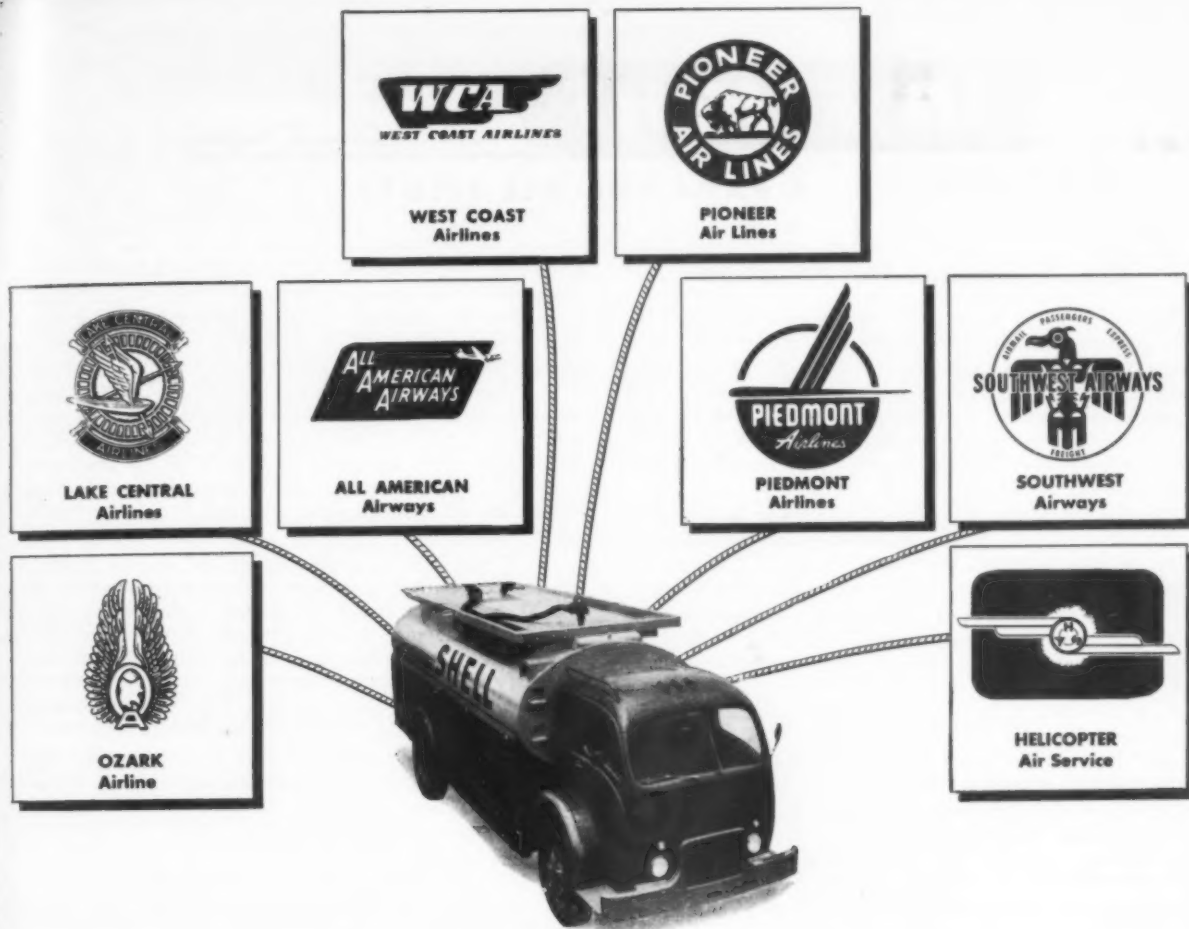 WCA
WEST COAST AIRLINES
WEST COAST
Airlines
PIONEER
AIR LINES
PIONEER
Air Lines
LAKE CENTRAL
AIRLINES
LAKE CENTRAL
Airlines
ALL
AMERICAN
AIRWAYS
ALL AMERICAN
Airways
PIEDMONT
Airlines
PIEDMONT
Airlines
AIRMAIL PASSENGERS EXPRESS
SOUTHWEST AIRWAYS
FREIGHT
SOUTHWEST
Airways
OZARK
Airline
SHELL
H
HELICOPTER
Air Service